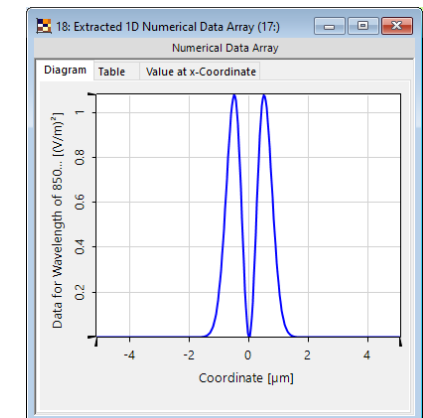 18: Extracted 1D Numerical Data Array (17:)
Numerical Data Array
Diagram Table Value at x-Coordinate
Data for Wavelength of 850... [(V/m)²]
1
0.8
0.6
0.4
0.2
-4 -2 0 2 4
Coordinate [µm]